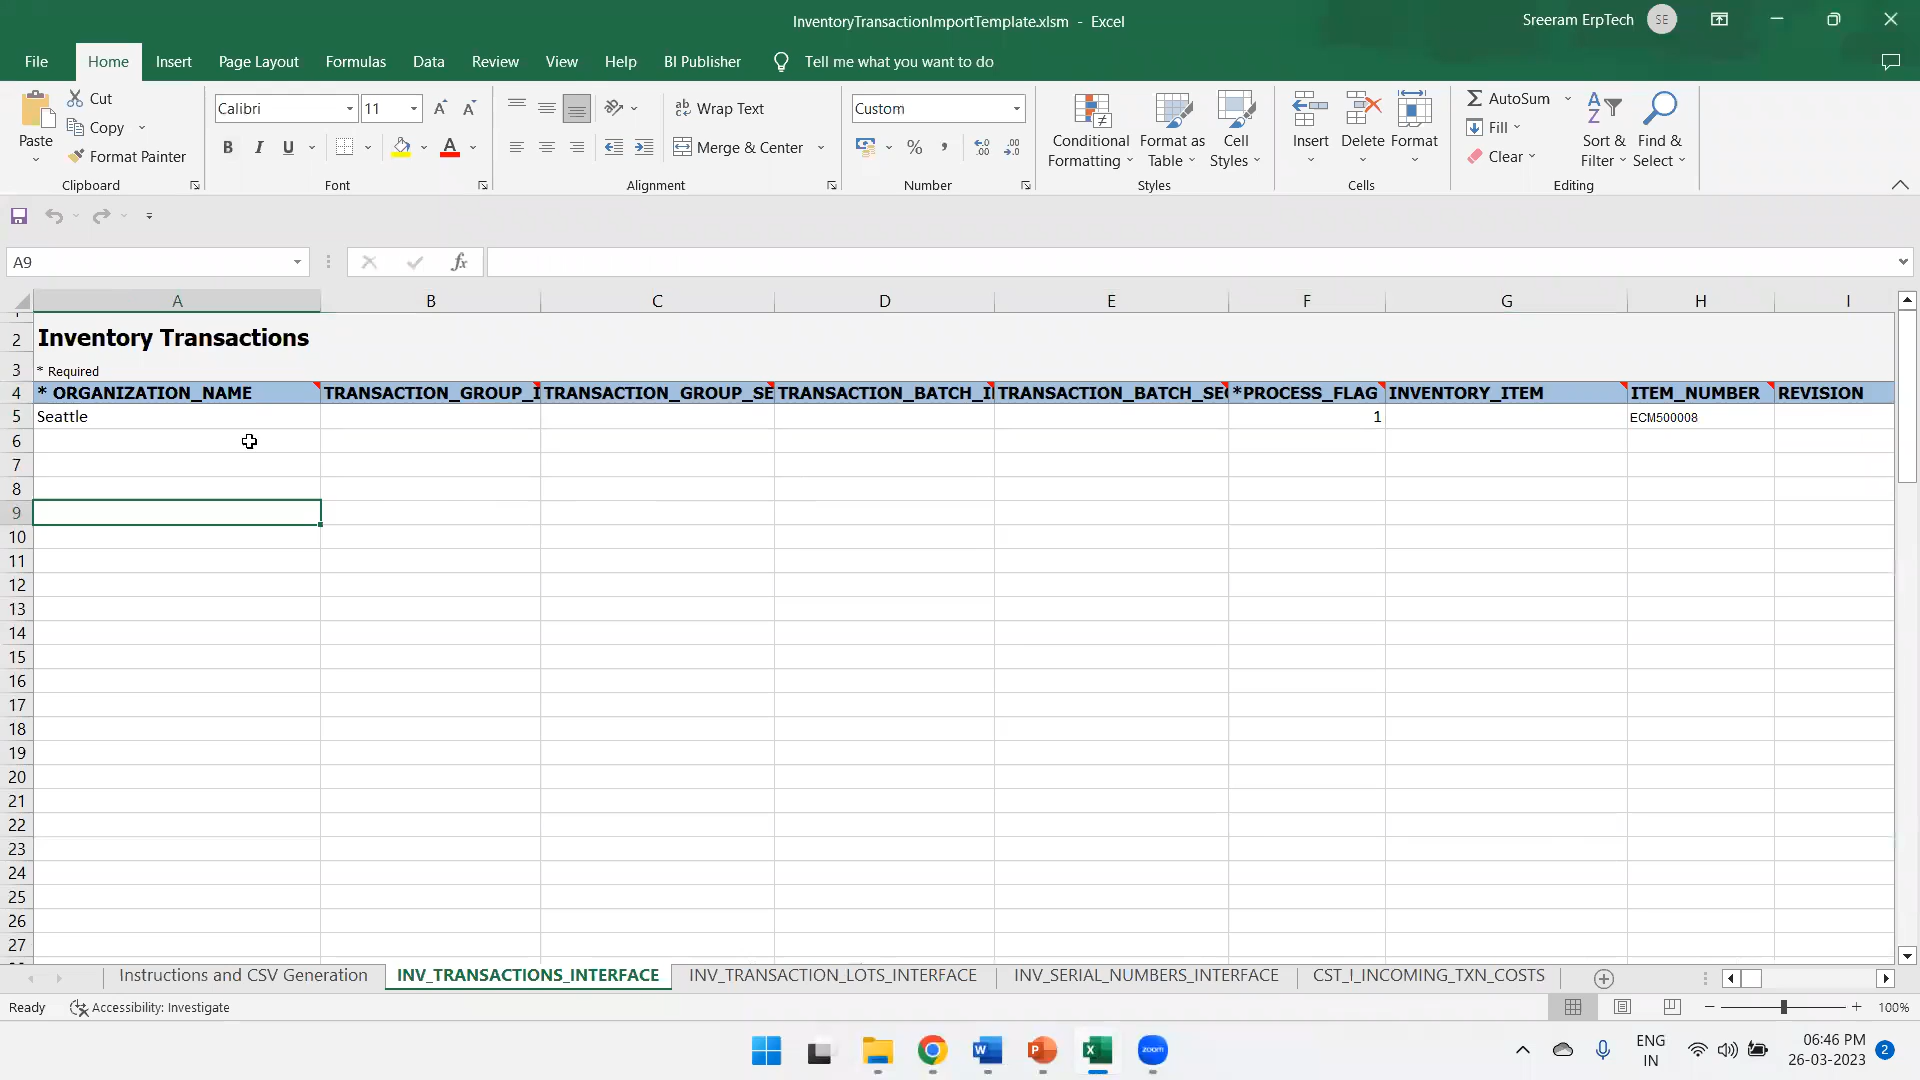 InventoryTransactionImportTemplate.xlsm - Excel
Sreeram ErpTech
SE
File Home Insert Page Layout Formulas Data Review View Help BI Publisher Tell me what you want to do
Paste
Cut
Copy
Format Painter
Clipboard
Calibri 11
B I U
Font
Wrap Text
Merge & Center
Alignment
Custom
Number
Conditional Formatting
Format as Table
Cell Styles
Styles
Insert
Delete
Format
Cells
AutoSum
Fill
Clear
Sort & Filter
Find & Select
Editing
A9
fx
A B C D E F G H I
2 Inventory Transactions
3 * Required
4 * ORGANIZATION_NAME TRANSACTION_GROUP_I TRANSACTION_GROUP_SE TRANSACTION_BATCH_I TRANSACTION_BATCH_SEQ *PROCESS_FLAG INVENTORY_ITEM ITEM_NUMBER REVISION
5 Seattle 1 ECM500008
6
7
8
9
10
11
12
13
14
15
16
17
18
19
20
21
22
23
24
25
26
27
Instructions and CSV Generation INV_TRANSACTIONS_INTERFACE INV_TRANSACTION_LOTS_INTERFACE INV_SERIAL_NUMBERS_INTERFACE CST_I_INCOMING_TXN_COSTS
Ready Accessibility: Investigate 100%
zoom
ENG
IN
06:46 PM
26-03-2023
2